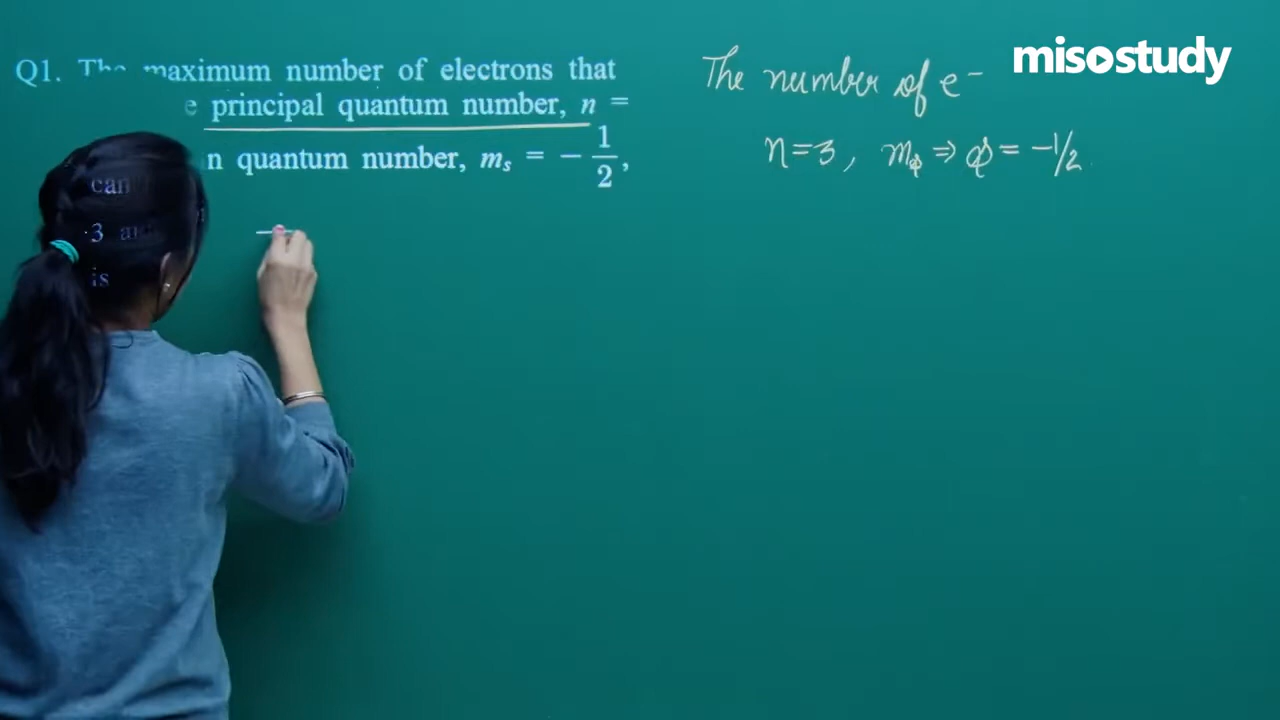 Q1. The maximum number of electrons that
can e principal quantum number, n =
3 an n quantum number, mₛ = - 1/2,
is
The number of e⁻
n=3, mₛ ⇒ s = -1/2
misostudy